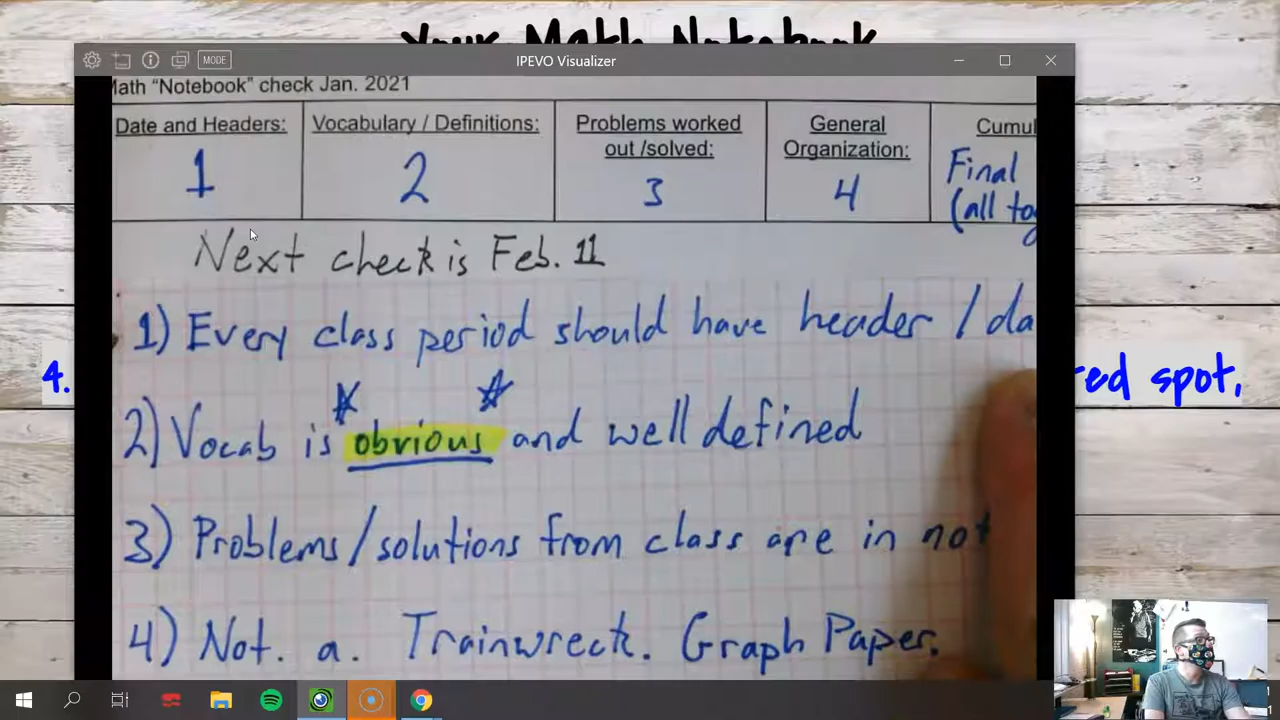 Your Math Notebook
MODE
IPEVO Visualizer
Math "Notebook" check Jan. 2021
Date and Headers:
1
Vocabulary / Definitions:
2
Problems worked
out /solved:
3
General
Organization:
4
Cumul
Final
(all tog
Next check is Feb. 11
1) Every class period should have header / da
2) Vocab is obvious and well defined
4.
red spot.
3) Problems/solutions from class are in not
4) Not. a. Trainwreck. Graph Paper.